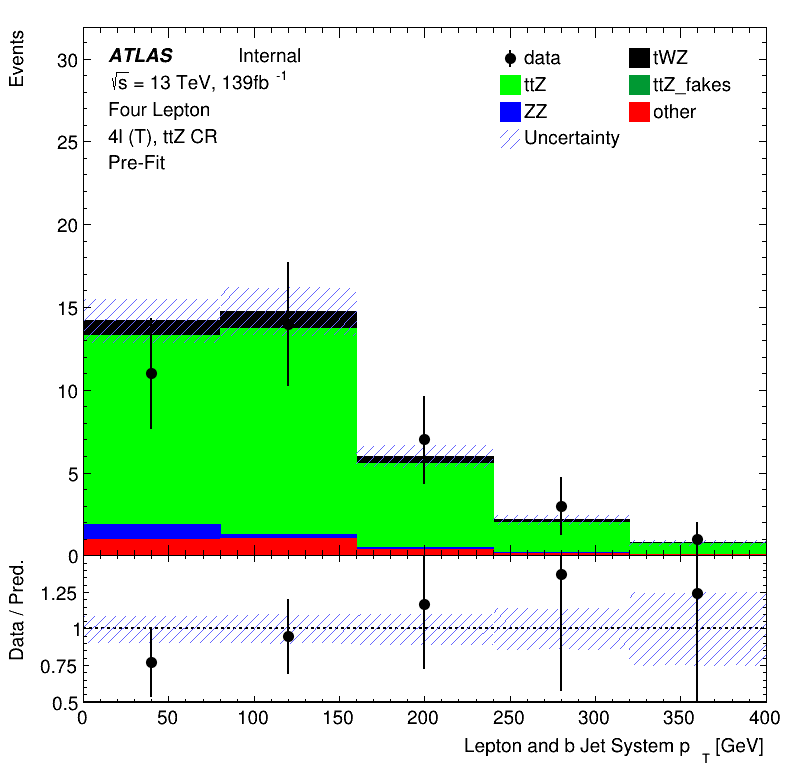 Events
30
25
20
15
10
5
0
ATLAS Internal
√s = 13 TeV, 139fb -1
Four Lepton
4l (T), ttZ CR
Pre-Fit
data tWZ
ttZ ttZ_fakes
ZZ other
Uncertainty
Data / Pred.
1.25
1
0.75
0.5
0 50 100 150 200 250 300 350 400
Lepton and b Jet System p T [GeV]